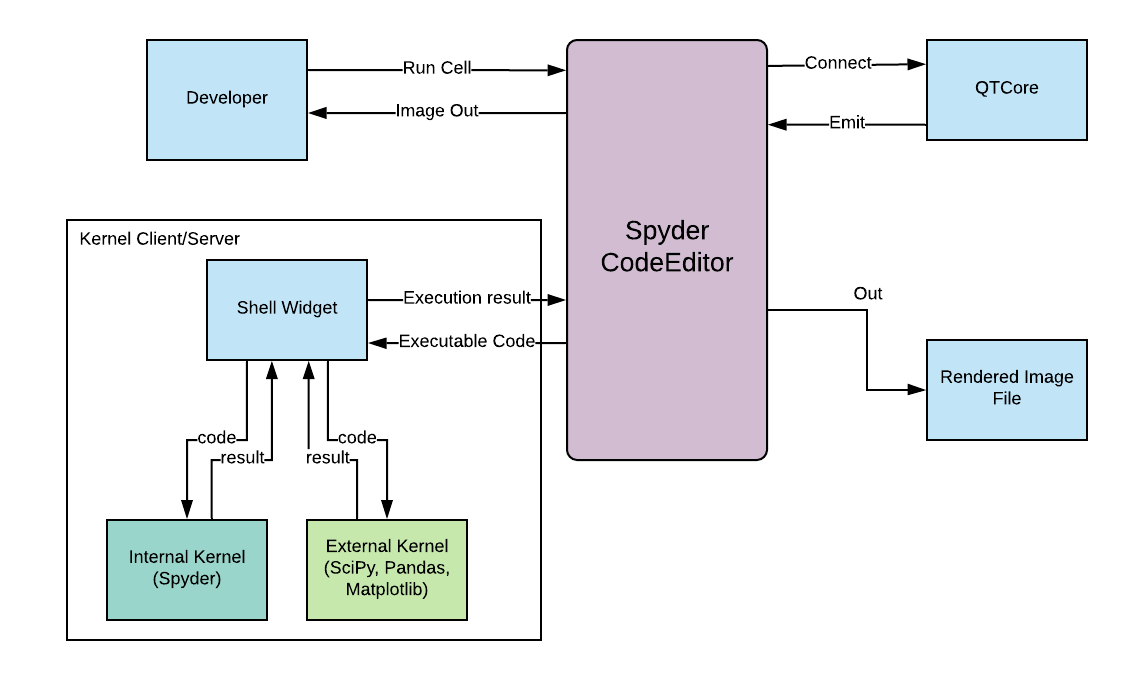 Developer
Run Cell
Image Out
Connect
QTCore
Emit
Spyder
CodeEditor
Kernel Client/Server
Shell Widget
Execution result
Executable Code
Out
Rendered Image
File
code
result
code
result
Internal Kernel
(Spyder)
External Kernel
(SciPy, Pandas,
Matplotlib)